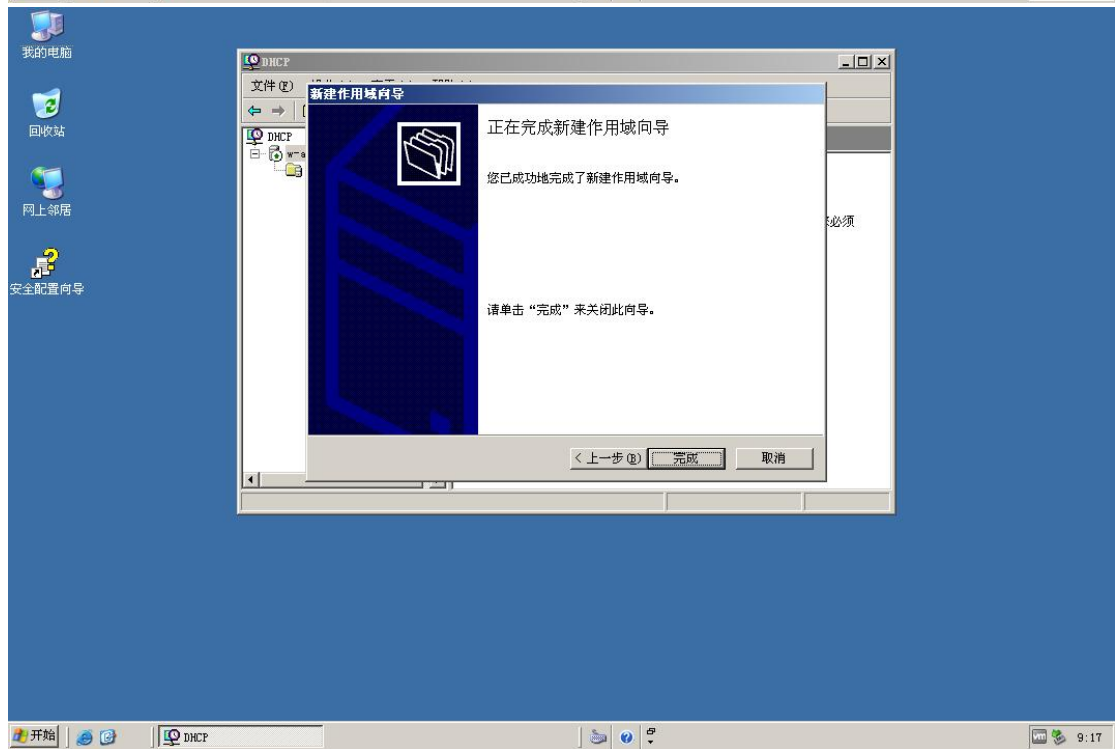 我的电脑
回收站
网上邻居
安全配置向导
DHCP
文件(F)
新建作用域向导
DHCP
正在完成新建作用域向导
您已成功地完成了新建作用域向导。
必须
请单击“完成”来关闭此向导。
< 上一步(B)
完成
取消
开始
DHCP
9:17